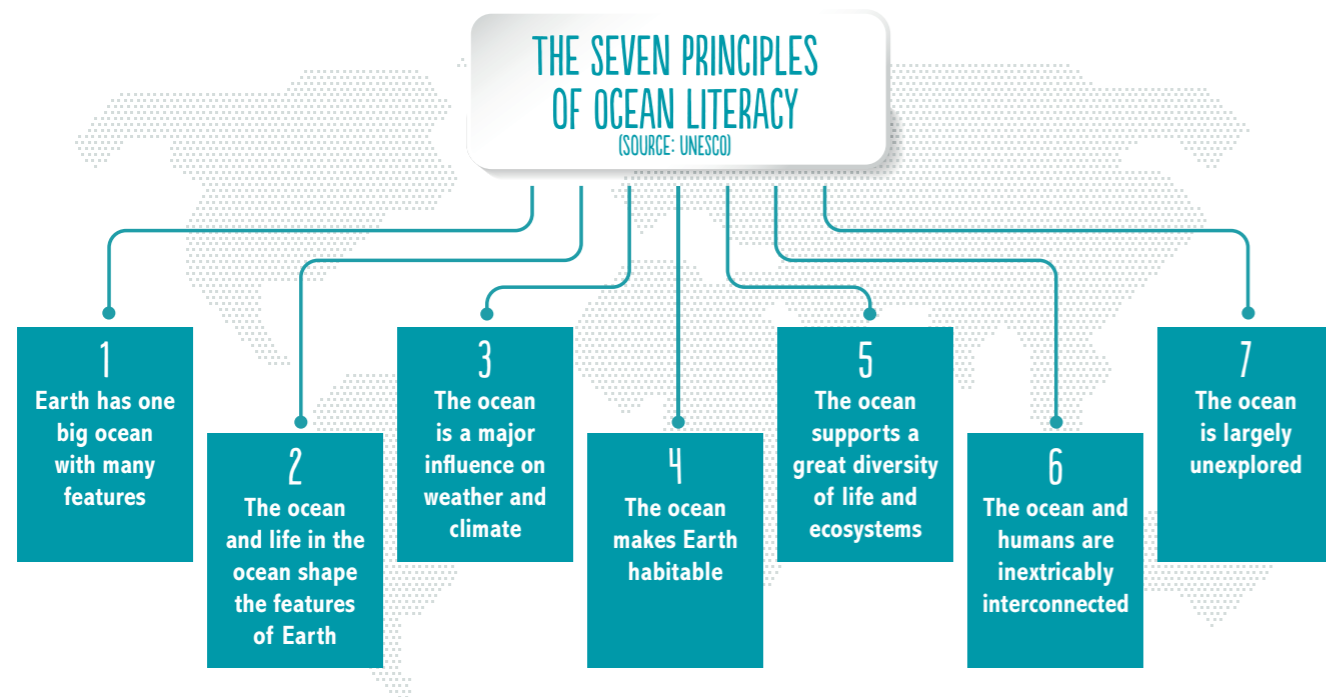 THE SEVEN PRINCIPLES
OF OCEAN LITERACY
(SOURCE: UNESCO)
1
Earth has one
big ocean
with many
features
2
The ocean
and life in the
ocean shape
the features
of Earth
3
The ocean
is a major
influence on
weather and
climate
4
The ocean
makes Earth
habitable
5
The ocean
supports a
great diversity
of life and
ecosystems
6
The ocean and
humans are
inextricably
interconnected
7
The ocean
is largely
unexplored